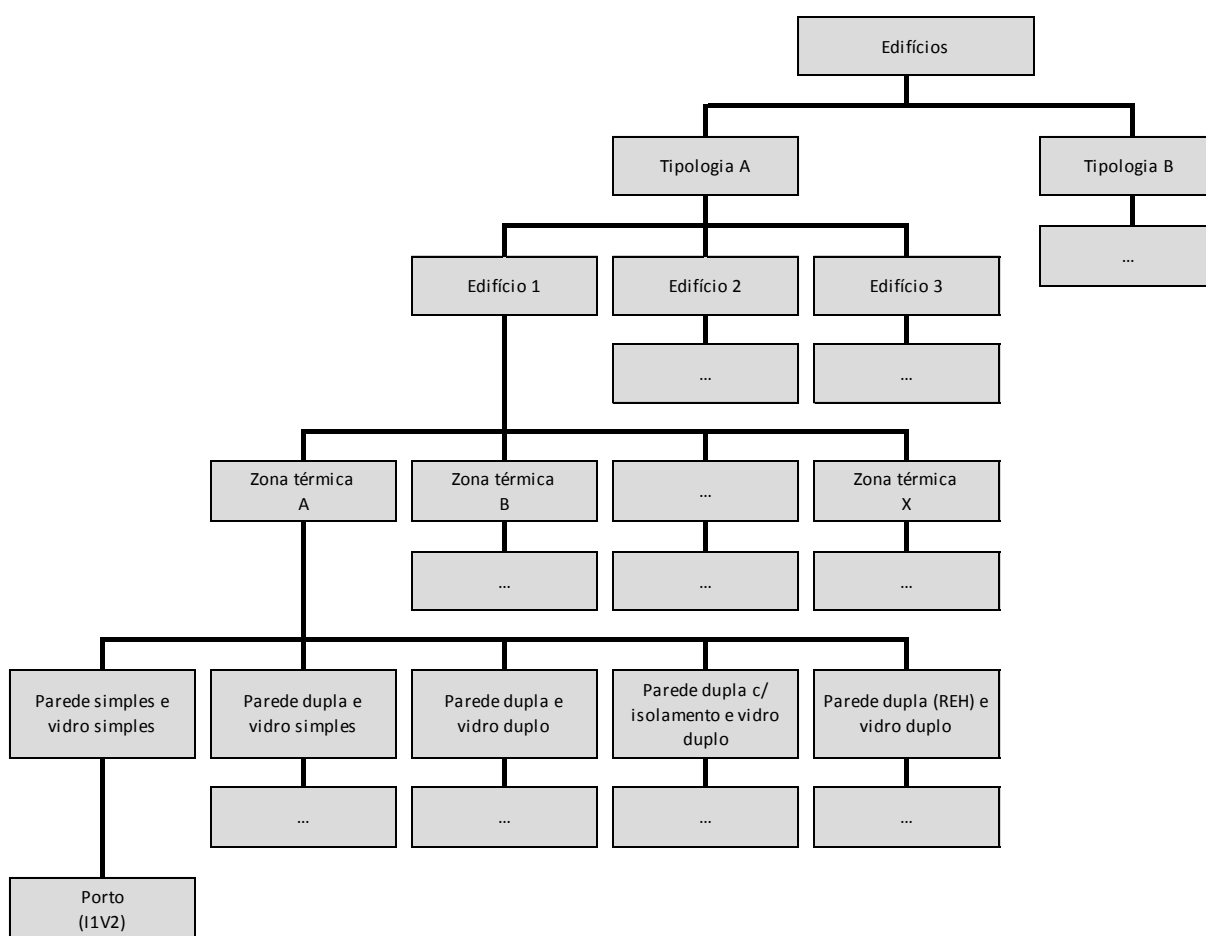 Edifícios
Tipologia A
Tipologia B
...
Edifício 1
Edifício 2
Edifício 3
...
...
Zona térmica
A
Zona térmica
B
...
Zona térmica
X
...
...
...
Parede simples e
vidro simples
Parede dupla e
vidro simples
Parede dupla e
vidro duplo
Parede dupla c/
isolamento e vidro
duplo
Parede dupla (REH) e
vidro duplo
...
...
...
...
Porto
(I1V2)